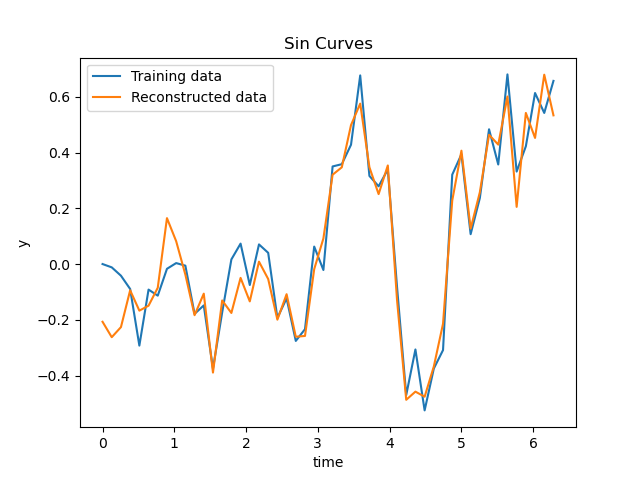 Sin Curves
Training data
Reconstructed data
0.6
0.4
0.2
0.0
−0.2
−0.4
y
0 1 2 3 4 5 6
time